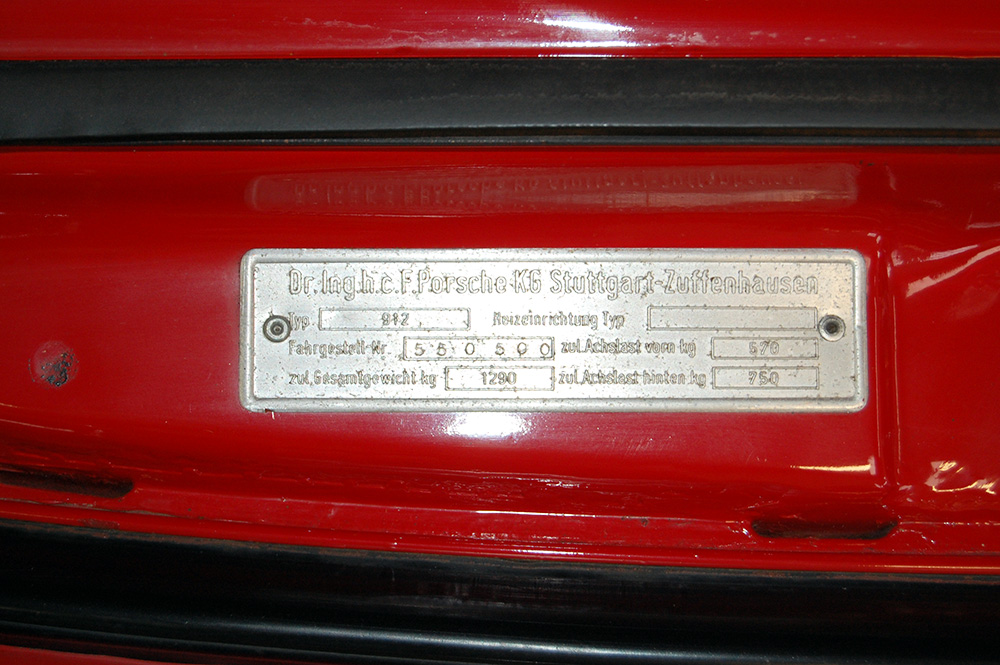 Dr. Ing. h.c. F. Porsche KG Stuttgart-Zuffenhausen
Typ 912 Heizeinrichtung Typ
Fahrgestell-Nr. 550500 zul. Achslast vorn kg 570
zul. Gesamtgewicht kg 1290 zul. Achslast hinten kg 750